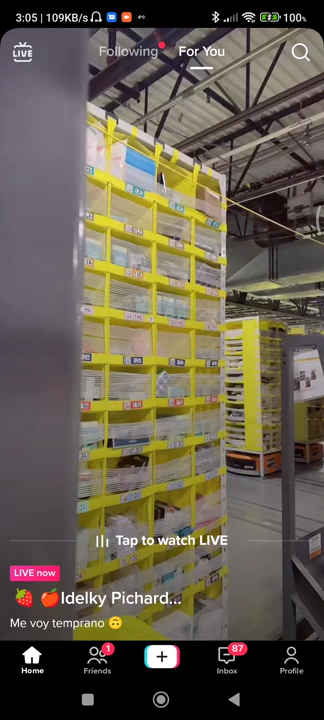 3:05 | 109KB/s
100%
LIVE
Following
For You
Tap to watch LIVE
LIVE now
🍓 🍎Idelky Pichard...
Me voy temprano 🙃
1
87
Home
Friends
Inbox
Profile